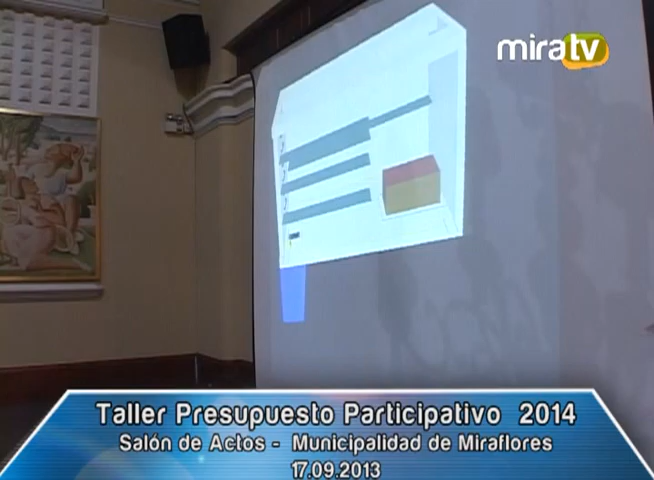 miratv
Taller Presupuesto Participativo 2014
Salón de Actos - Municipalidad de Miraflores
17.09.2013